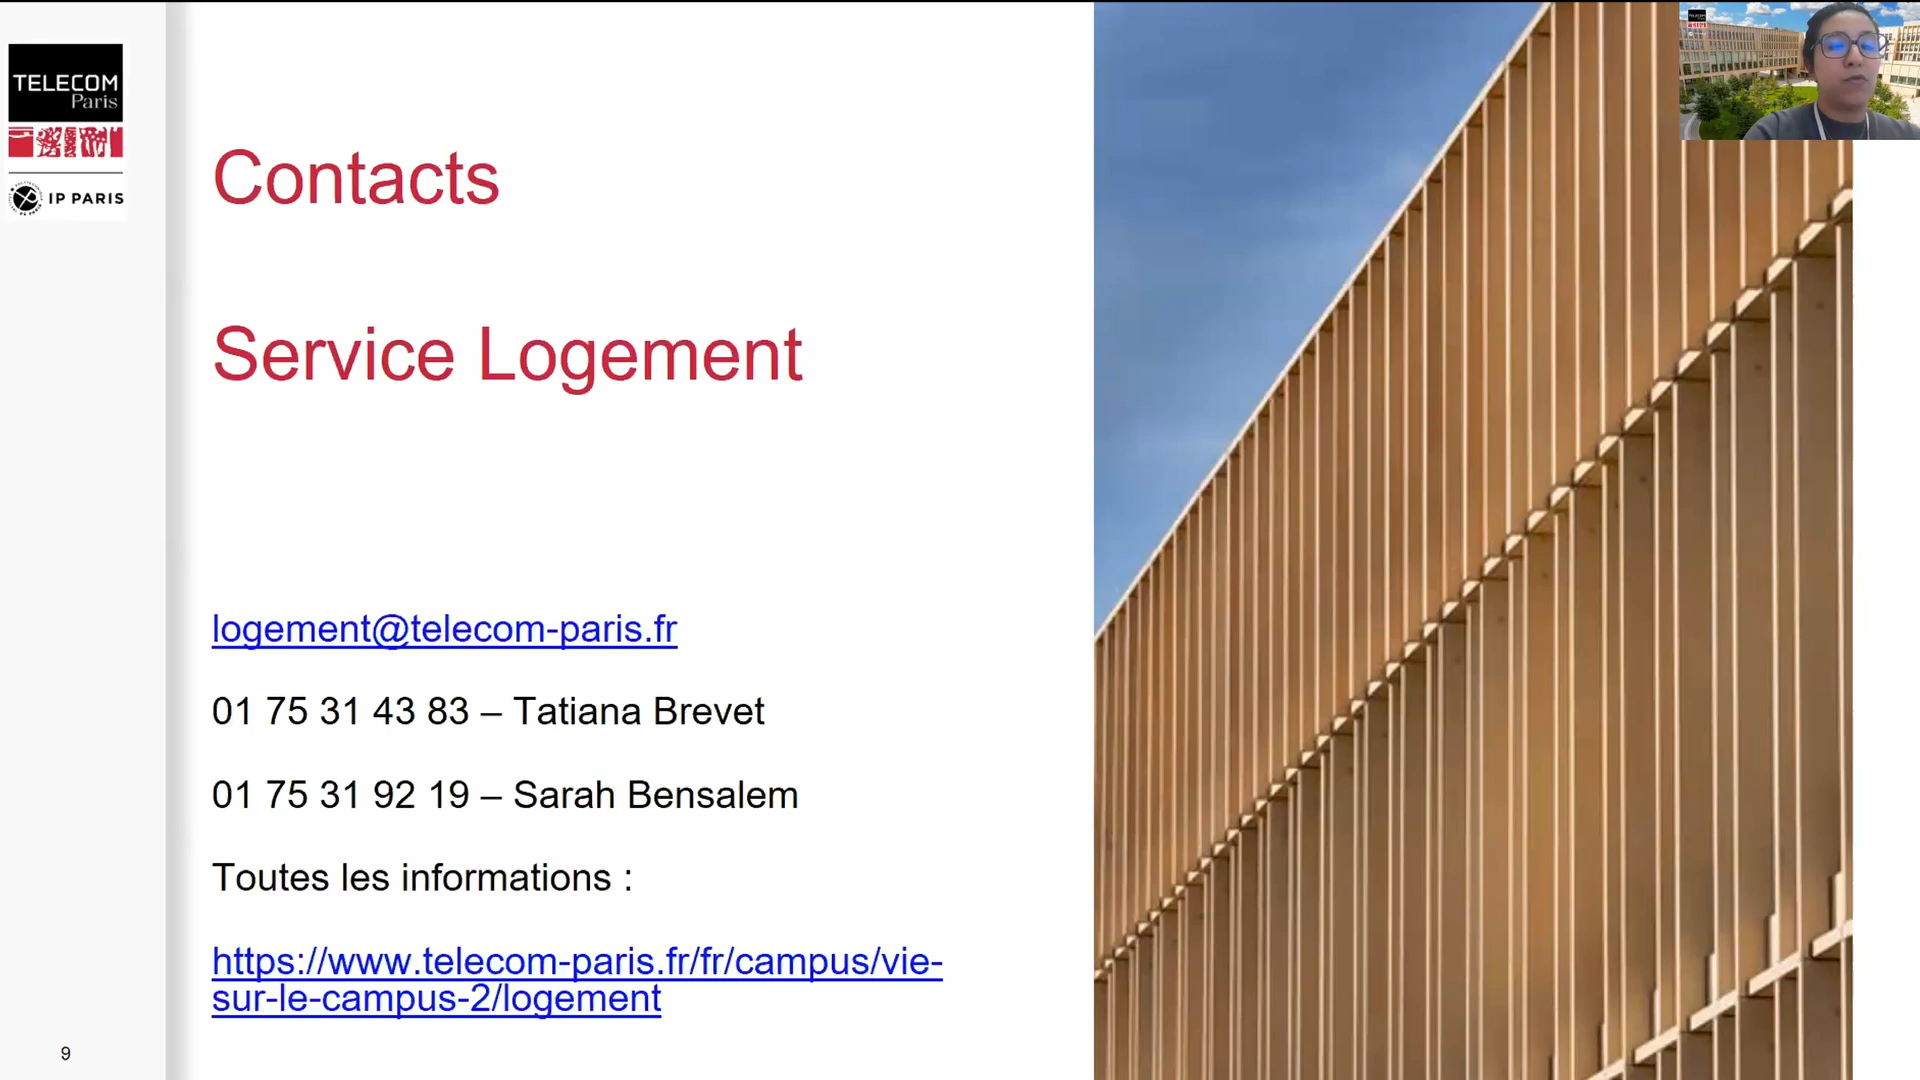 TELECOM
Paris
IP PARIS
Contacts
Service Logement
logement@telecom-paris.fr
01 75 31 43 83 – Tatiana Brevet
01 75 31 92 19 – Sarah Bensalem
Toutes les informations :
https://www.telecom-paris.fr/fr/campus/vie-
sur-le-campus-2/logement
9